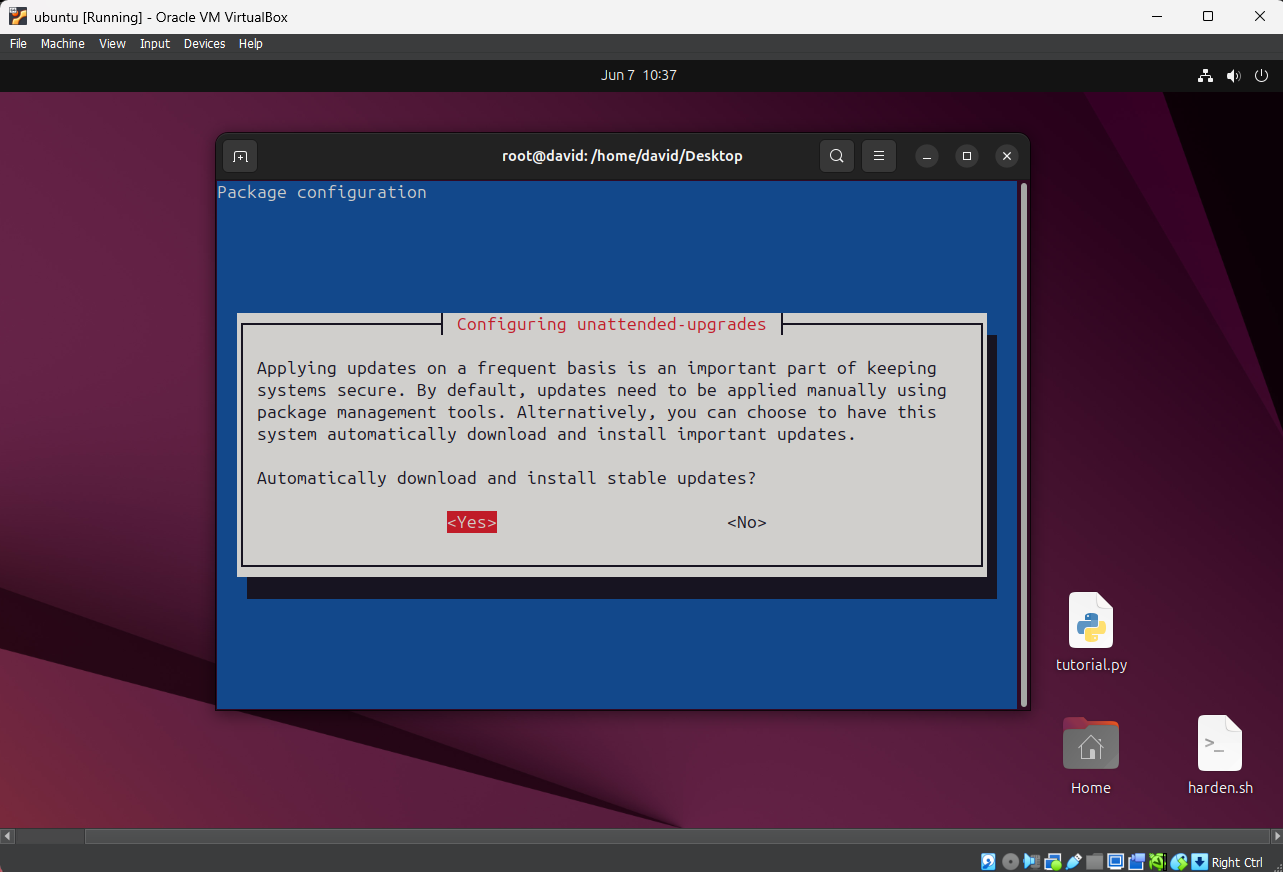 ubuntu [Running] - Oracle VM VirtualBox
File Machine View Input Devices Help
Jun 7 10:37
root@david: /home/david/Desktop
Package configuration
Configuring unattended-upgrades
Applying updates on a frequent basis is an important part of keeping
systems secure. By default, updates need to be applied manually using
package management tools. Alternatively, you can choose to have this
system automatically download and install important updates.
Automatically download and install stable updates?
<Yes> <No>
tutorial.py
>_
Home harden.sh
Right Ctrl